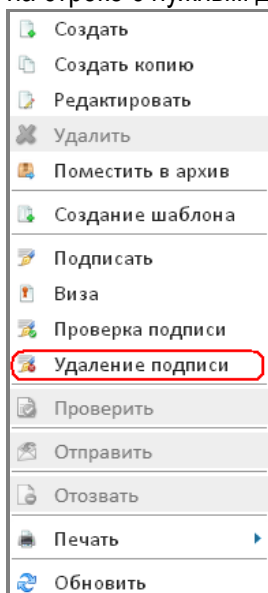 Создать
Создать копию
Редактировать
Удалить
Поместить в архив
Создание шаблона
Подписать
Виза
Проверка подписи
Удаление подписи
Проверить
Отправить
Отозвать
Печать
Обновить